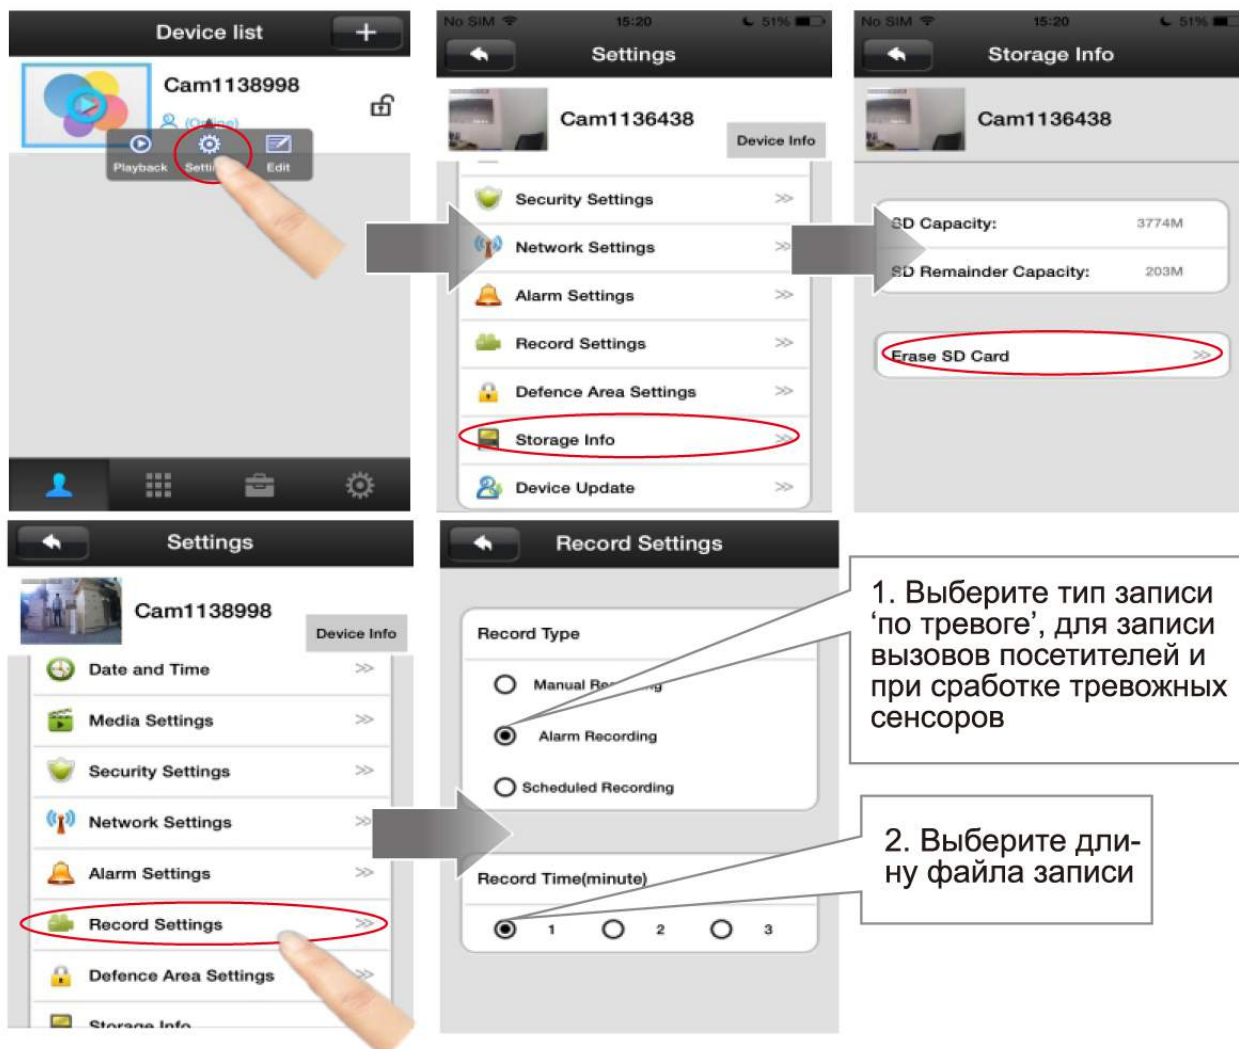 Device list
+
Cam1138998
Playback
Edit
No SIM 15:20 51%
Settings
Cam1136438
Device Info
Security Settings
Network Settings
Alarm Settings
Record Settings
Defence Area Settings
Storage Info
Device Update
No SIM 15:20 51%
Storage Info
Cam1136438
SD Capacity: 3774M
SD Remainder Capacity: 203M
Erase SD Card
Settings
Cam1138998
Device Info
Date and Time
Media Settings
Security Settings
Network Settings
Alarm Settings
Record Settings
Defence Area Settings
Storage Info
Record Settings
Record Type
Manual Recording
Alarm Recording
Scheduled Recording
Record Time(minute)
1 2 3
1. Выберите тип записи
‘по тревоге’, для записи
вызовов посетителей и
при сработке тревожных
сенсоров
2. Выберите дли-
ну файла записи